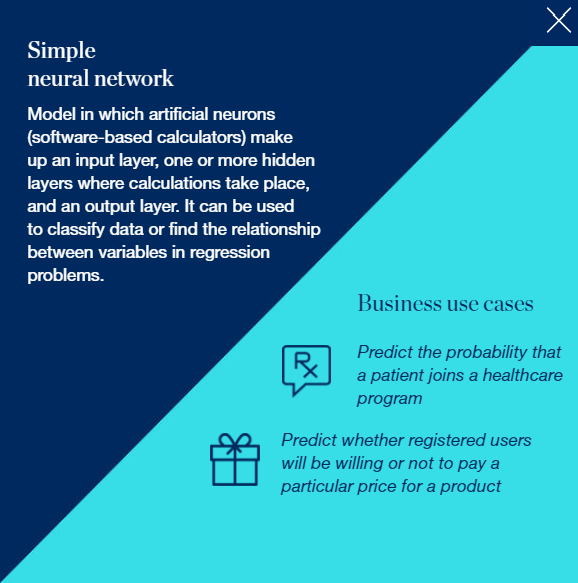 Simple
neural network
Model in which artificial neurons
(software-based calculators) make
up an input layer, one or more hidden
layers where calculations take place,
and an output layer. It can be used
to classify data or find the relationship
between variables in regression
problems.
Business use cases
Rx
Predict the probability that
a patient joins a healthcare
program
Predict whether registered users
will be willing or not to pay a
particular price for a product